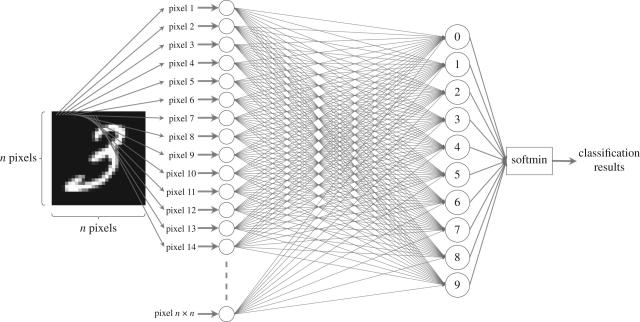 pixel 1
pixel 2
pixel 3
pixel 4
pixel 5
pixel 6
pixel 7
pixel 8
pixel 9
pixel 10
pixel 11
pixel 12
pixel 13
pixel 14
pixel n × n
n pixels
n pixels
0
1
2
3
4
5
6
7
8
9
softmin
classification
results